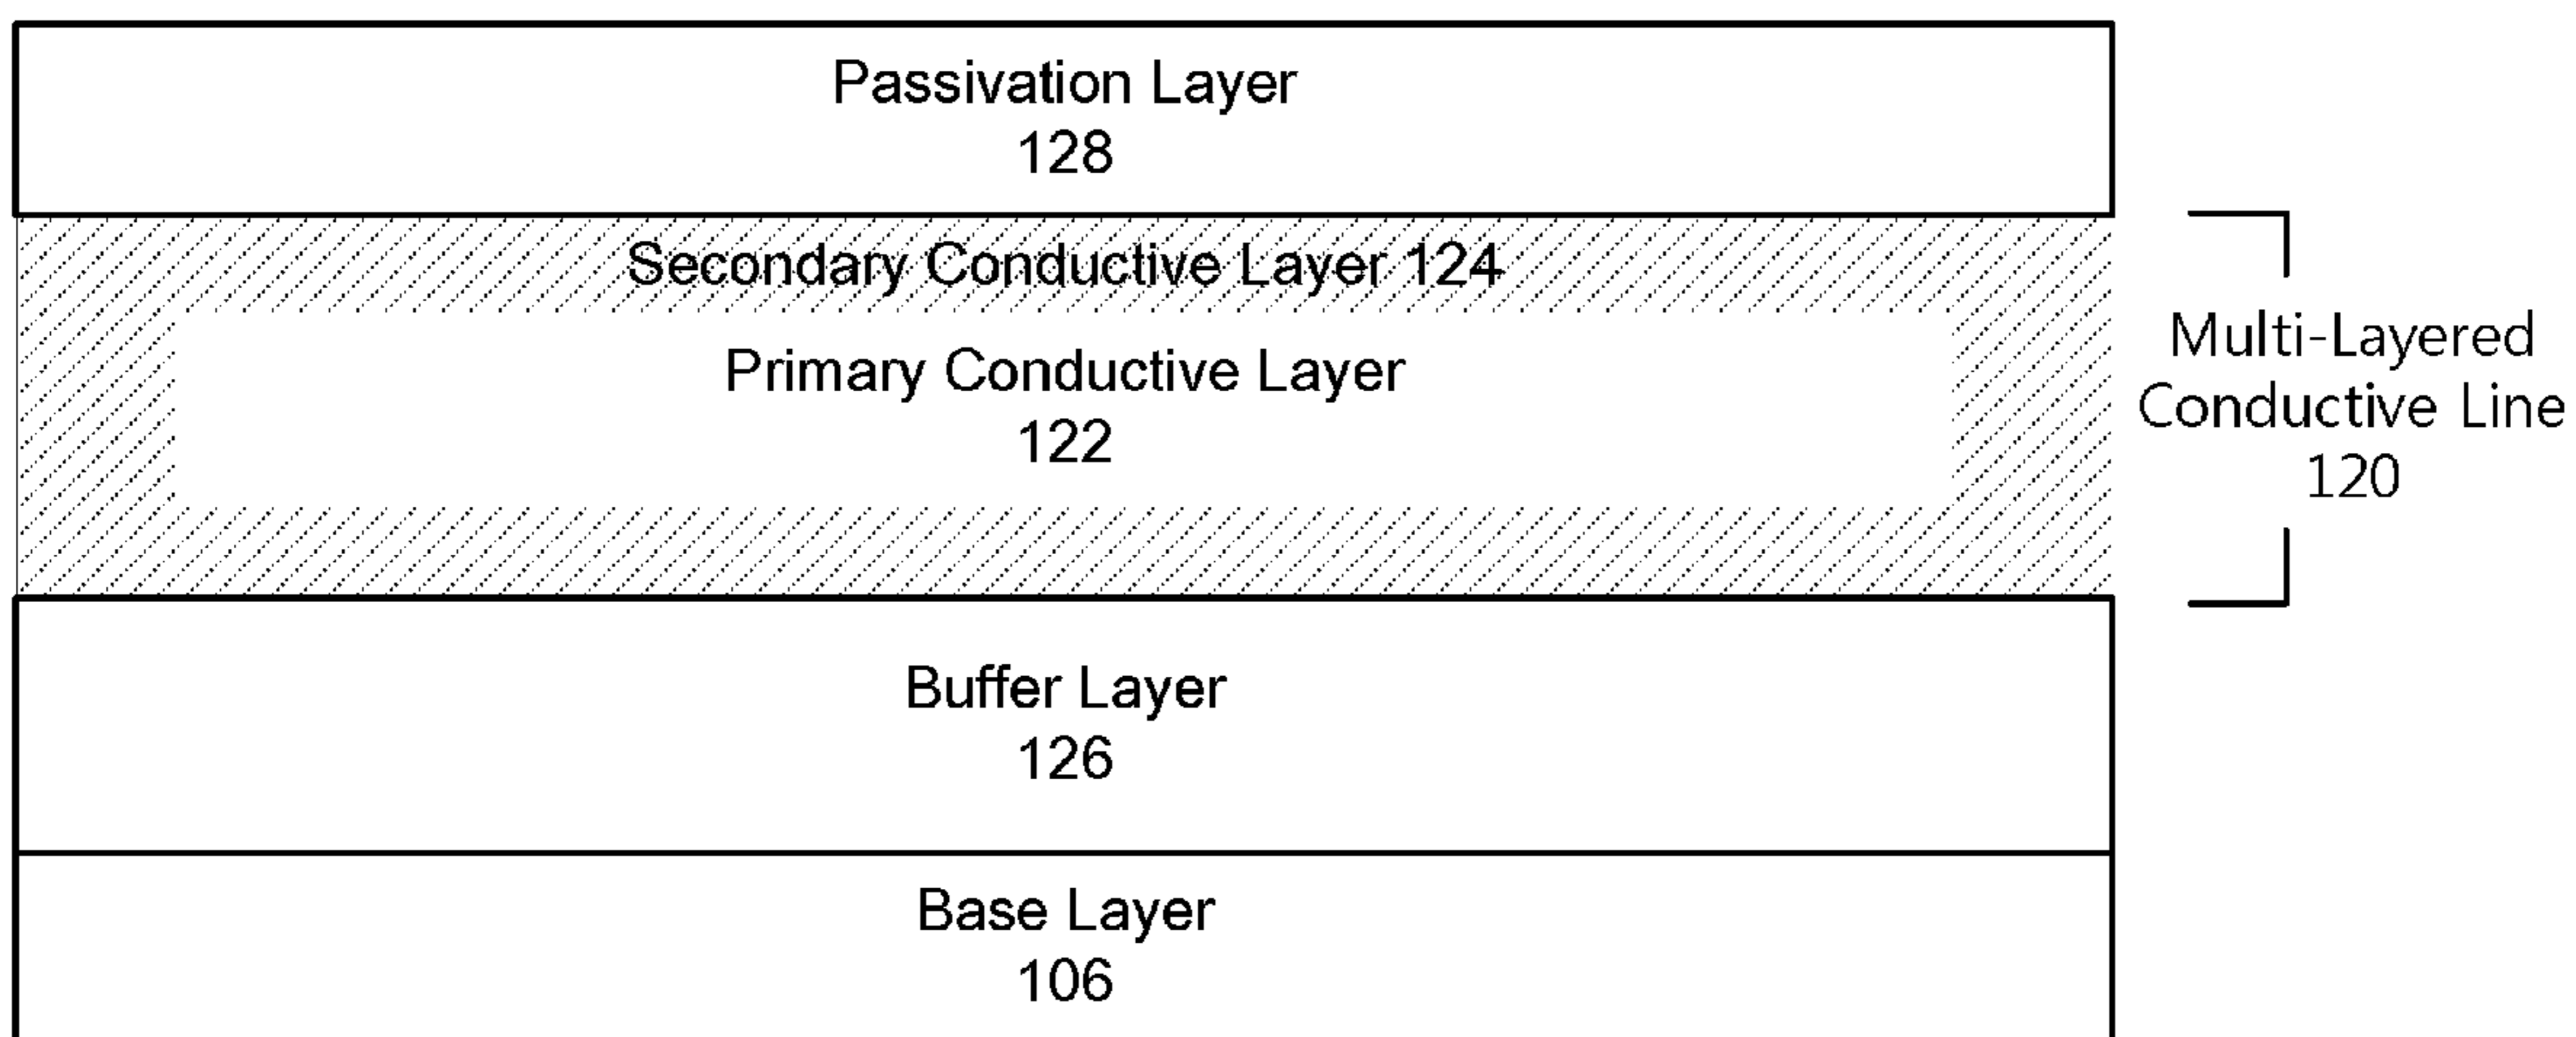 Passivation Layer
128
Secondary Conductive Layer 124
Primary Conductive Layer
122
Multi-Layered
Conductive Line
120
Buffer Layer
126
Base Layer
106